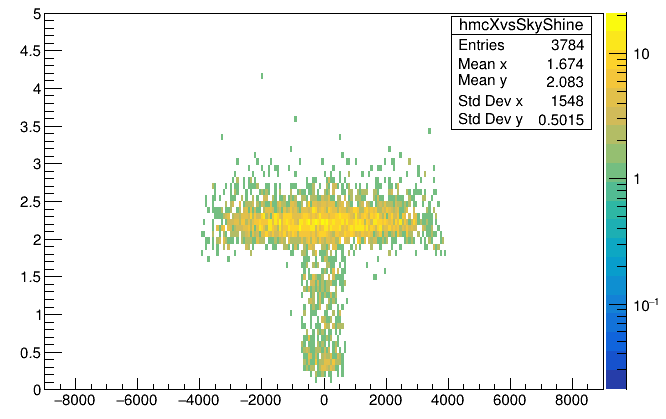 hmcXvsSkyShine
Entries 3784
Mean x 1.674
Mean y 2.083
Std Dev x 1548
Std Dev y 0.5015
5
4.5
4
3.5
3
2.5
2
1.5
1
0.5
0
−8000 −6000 −4000 −2000 0 2000 4000 6000 8000
10
1
10⁻¹